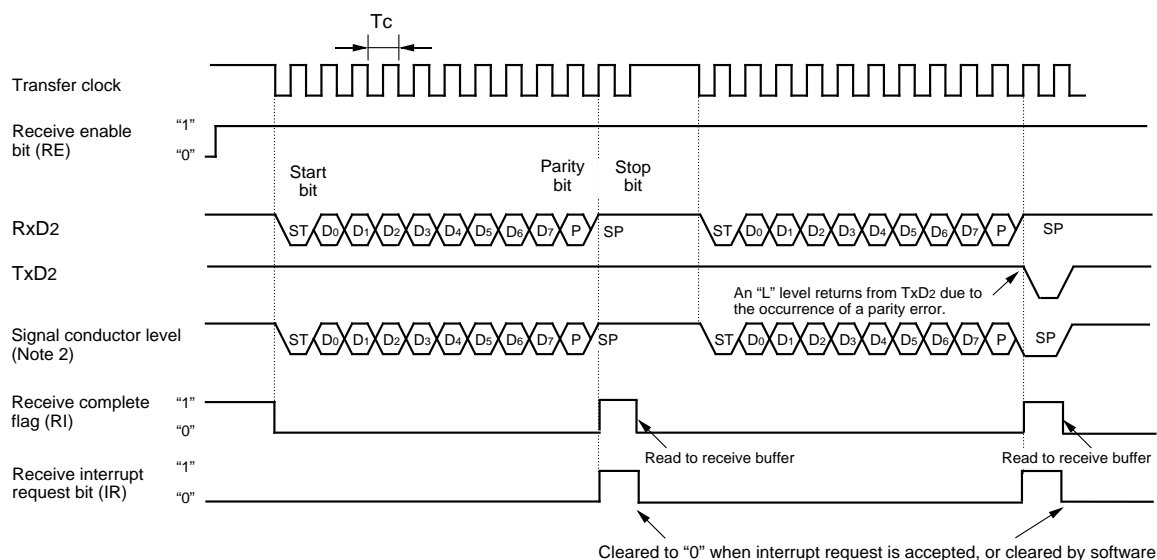 Tc
Transfer clock
Receive enable
bit (RE)
“1”
“0”
Start
bit
Parity
bit
Stop
bit
RxD2
ST D0 D1 D2 D3 D4 D5 D6 D7 P SP
ST D0 D1 D2 D3 D4 D5 D6 D7 P SP
TxD2
An “L” level returns from TxD2 due to
the occurrence of a parity error.
Signal conductor level
(Note 2)
ST D0 D1 D2 D3 D4 D5 D6 D7 P SP
ST D0 D1 D2 D3 D4 D5 D6 D7 P SP
Receive complete
flag (RI)
“1”
“0”
Read to receive buffer
Read to receive buffer
Receive interrupt
request bit (IR)
“1”
“0”
Cleared to “0” when interrupt request is accepted, or cleared by software